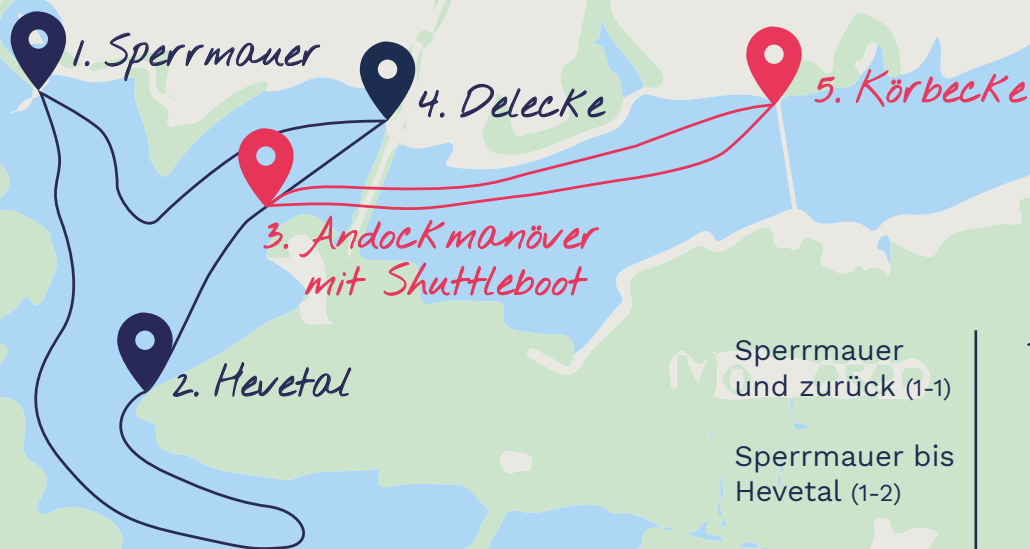 1. Sperrmauer
4. Delecke
5. Körbecke
3. Andockmanöver
mit Shuttleboot
2. Hevetal
Sperrmauer
und zurück (1-1)
Sperrmauer bis
Hevetal (1-2)